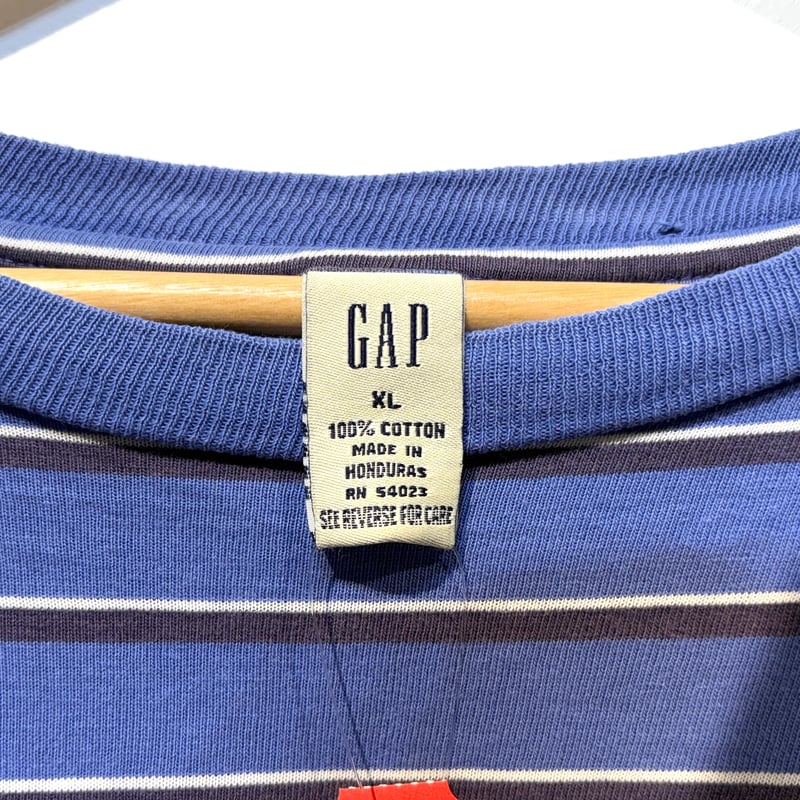 GAP
XL
100% COTTON
MADE IN
HONDURAS
RN 54023
SEE REVERSE FOR CARE